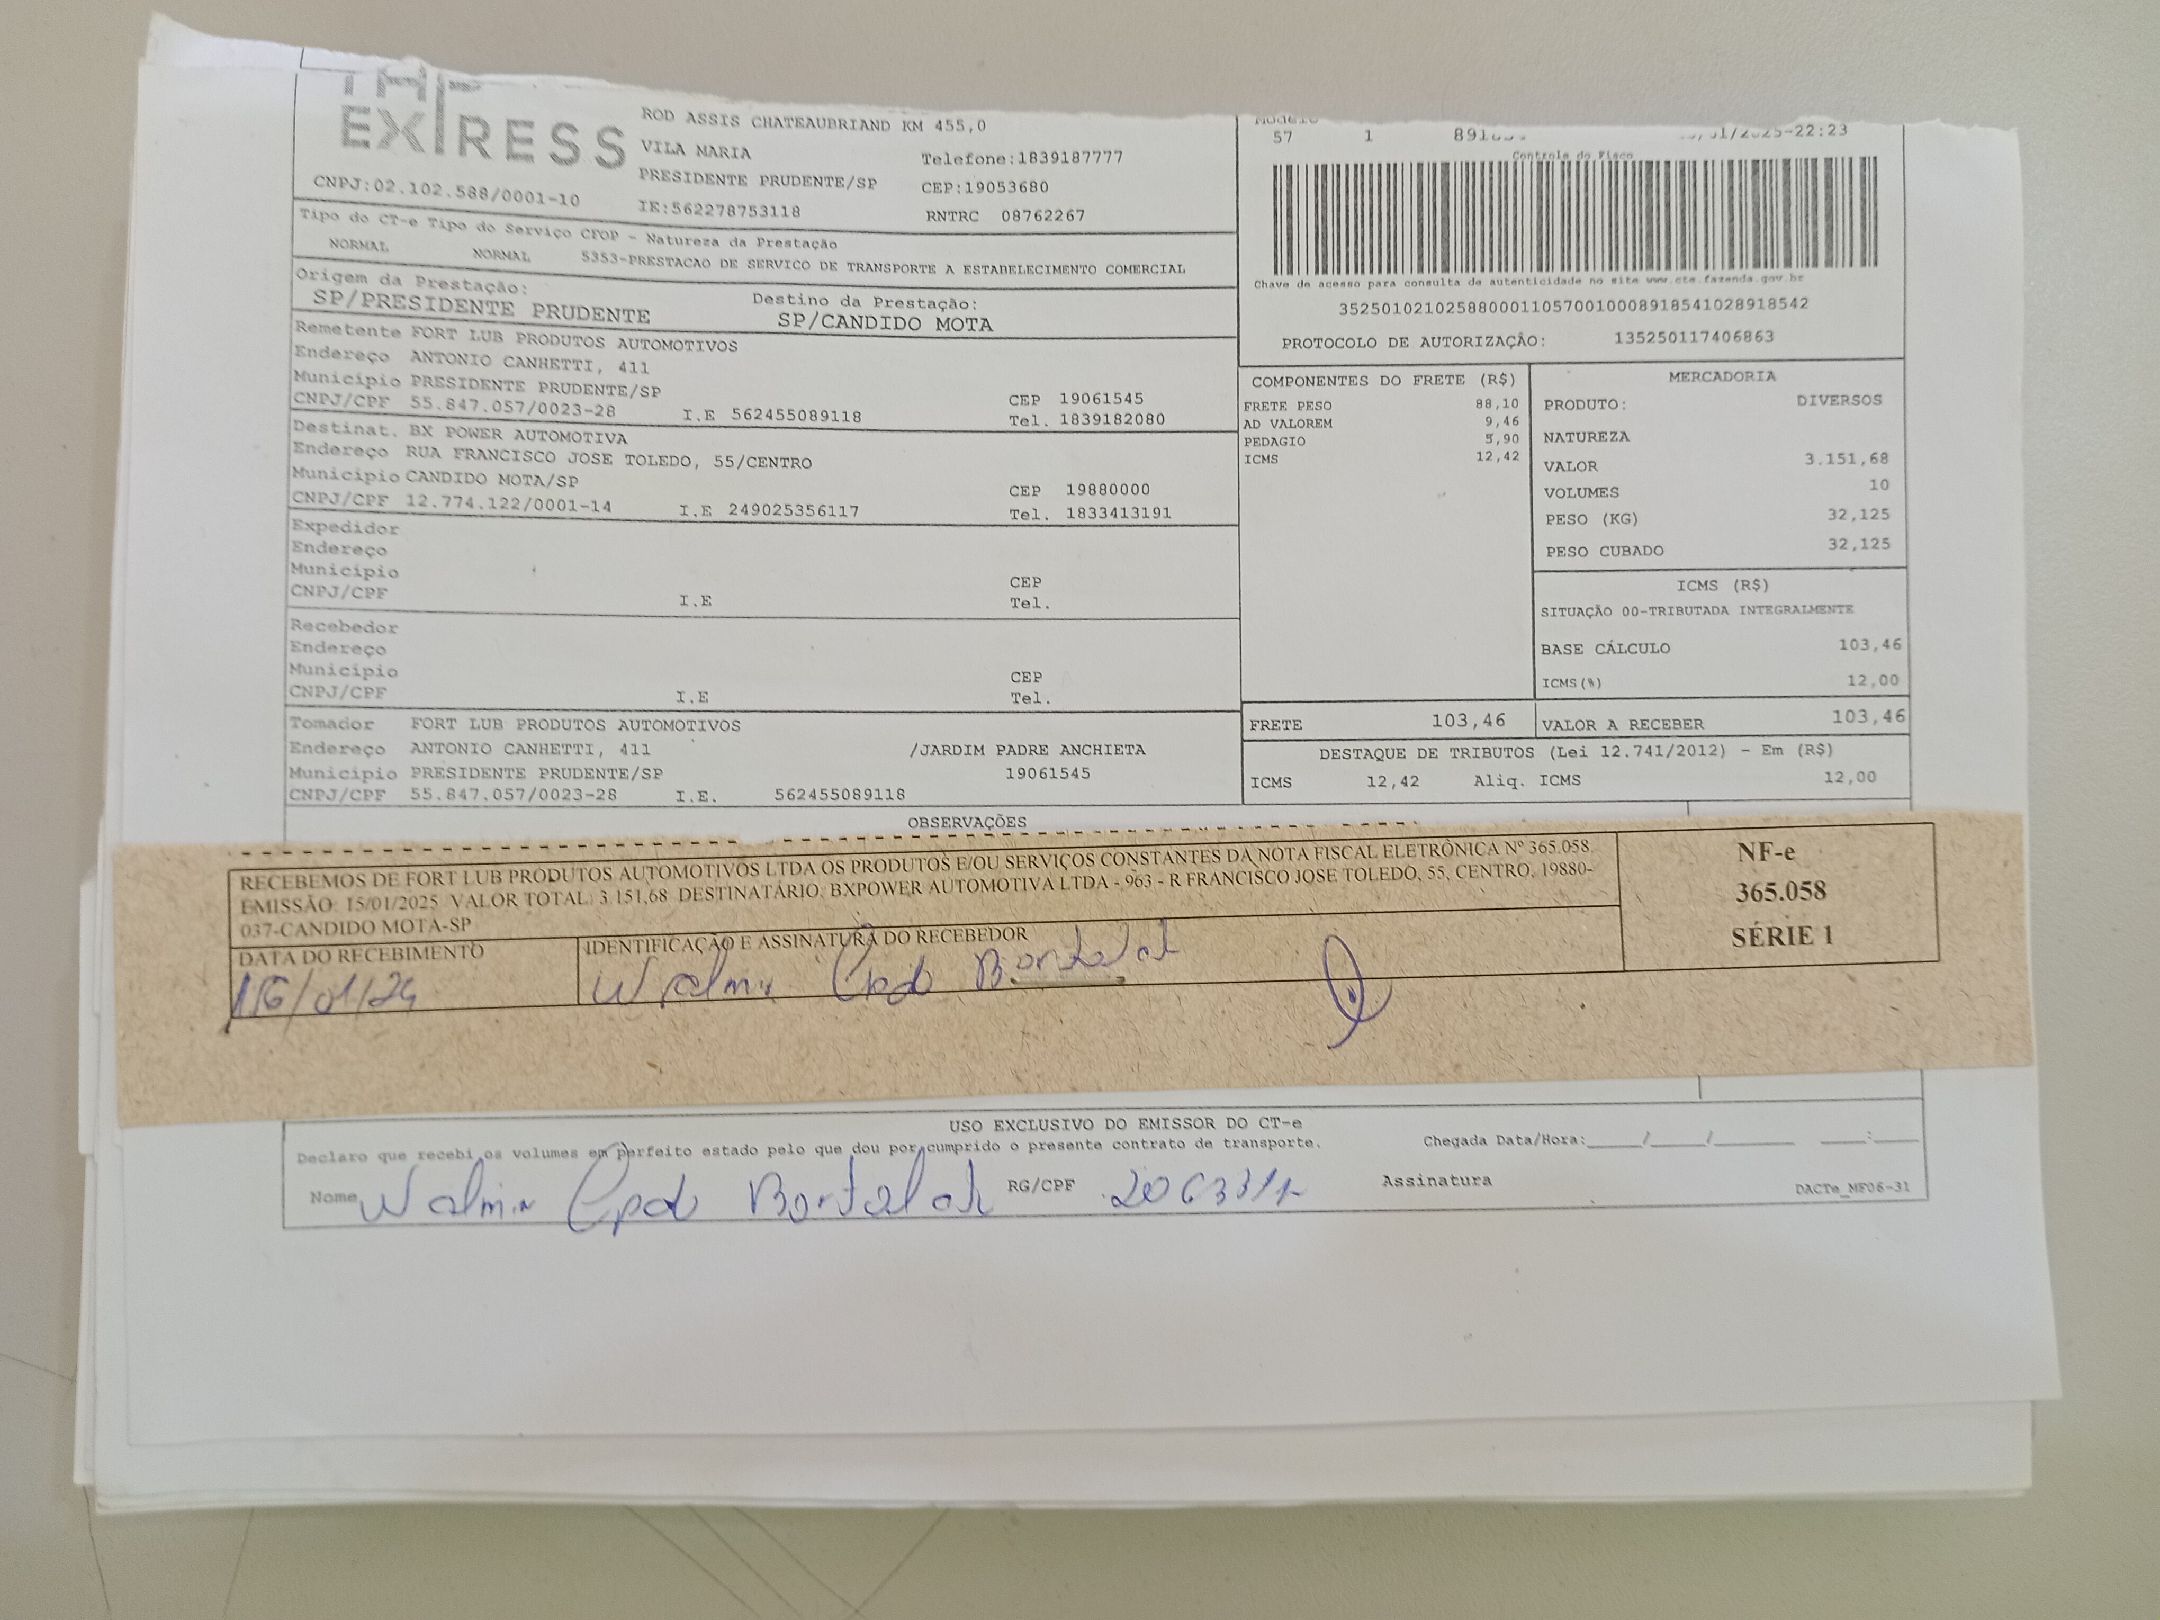 EXPRESS
ROD ASSIS CHATEAUBRIAND KM 455,0
VILA MARIA
Telefone:1839187777
PRESIDENTE PRUDENTE/SP
CEP:19053680
CNPJ:02.102.588/0001-10
IE:562278753118
RNTRC 08762267
Tipo do CT-e Tipo do Serviço CFOP - Natureza da Prestação
NORMAL NORMAL 5353-PRESTACAO DE SERVICO DE TRANSPORTE A ESTABELECIMENTO COMERCIAL
Origem da Prestação:
SP/PRESIDENTE PRUDENTE
Destino da Prestação:
SP/CANDIDO MOTA
Remetente FORT LUB PRODUTOS AUTOMOTIVOS
Endereço ANTONIO CANHETTI, 411
Município PRESIDENTE PRUDENTE/SP
CEP 19061545
CNPJ/CPF 55.847.057/0023-28 I.E 562455089118 Tel. 1839182080
Destinat. BX POWER AUTOMOTIVA
Endereço RUA FRANCISCO JOSE TOLEDO, 55/CENTRO
Município CANDIDO MOTA/SP
CEP 19880000
CNPJ/CPF 12.774.122/0001-14 I.E 249025356117 Tel. 1833413191
Expedidor
Endereço
Município
CEP
CNPJ/CPF I.E Tel.
Recebedor
Endereço
Município
CEP
CNPJ/CPF I.E Tel.
Tomador FORT LUB PRODUTOS AUTOMOTIVOS
Endereço ANTONIO CANHETTI, 411 /JARDIM PADRE ANCHIETA
Município PRESIDENTE PRUDENTE/SP 19061545
CNPJ/CPF 55.847.057/0023-28 I.E. 562455089118
Modelo
57 1
Controle do Fisco
Chave de acesso para consulta de autenticidade no site www.cte.fazenda.gov.br
35250102102588000110570010008918541028918542
PROTOCOLO DE AUTORIZAÇÃO: 135250117406863
COMPONENTES DO FRETE (R$)
FRETE PESO 88,10
AD VALOREM 9,46
PEDAGIO 5,90
ICMS 12,42
MERCADORIA
PRODUTO: DIVERSOS
NATUREZA
VALOR 3.151,68
VOLUMES 10
PESO (KG) 32,125
PESO CUBADO 32,125
ICMS (R$)
SITUAÇÃO 00-TRIBUTADA INTEGRALMENTE
BASE CÁLCULO 103,46
ICMS(%) 12,00
FRETE 103,46 VALOR A RECEBER 103,46
DESTAQUE DE TRIBUTOS (Lei 12.741/2012) - Em (R$)
ICMS 12,42 Aliq. ICMS 12,00
OBSERVAÇÕES
RECEBEMOS DE FORT LUB PRODUTOS AUTOMOTIVOS LTDA OS PRODUTOS E/OU SERVIÇOS CONSTANTES DA NOTA FISCAL ELETRÔNICA Nº 365.058.
EMISSÃO: 15/01/2025 VALOR TOTAL: 3.151,68 DESTINATÁRIO: BXPOWER AUTOMOTIVA LTDA - 963 - R FRANCISCO JOSE TOLEDO, 55, CENTRO, 19880-
037-CANDIDO MOTA-SP
NF-e
365.058
SÉRIE 1
DATA DO RECEBIMENTO
IDENTIFICAÇÃO E ASSINATURA DO RECEBEDOR
16/01/24
USO EXCLUSIVO DO EMISSOR DO CT-e
Declaro que recebi os volumes em perfeito estado pelo que dou por cumprido o presente contrato de transporte.
Chegada Data/Hora:____/____/______ ____:____
Nome Walmir RG/CPF Assinatura
DACTe_MF06-31